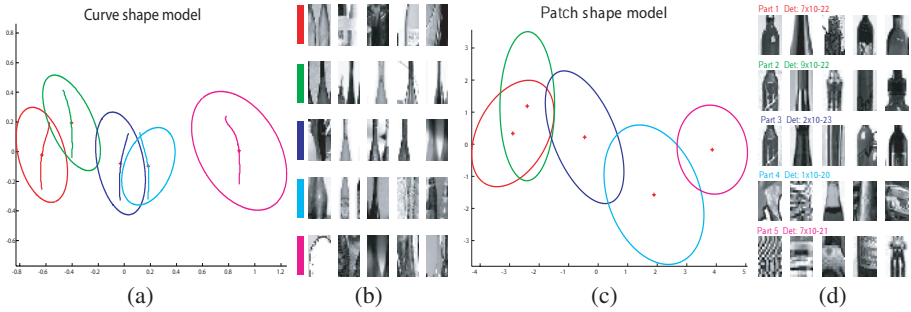 Curve shape model
0.8
0.6
0.4
0.2
0
-0.2
-0.4
-0.6
-0.8 -0.6 -0.4 -0.2 0 0.2 0.4 0.6 0.8 1 1.2
(a)
(b)
Patch shape model
3
2
1
0
-1
-2
-3
-4 -3 -2 -1 0 1 2 3 4 5
(c)
Part 1 Det: 7x10-22
Part 2 Det: 9x10-22
Part 3 Det: 2x10-23
Part 4 Det: 1x10-20
Part 5 Det: 7x10-21
(d)